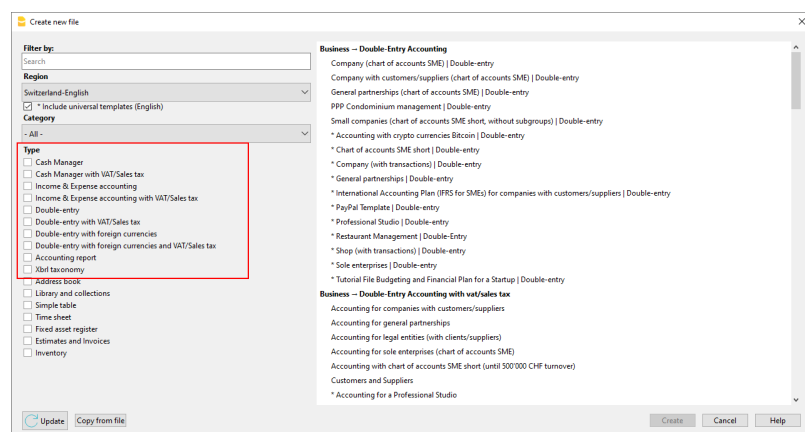 Create new file
Filter by:
Search
Region
Switzerland-English
* Include universal templates (English)
Category
- All -
Type
Cash Manager
Cash Manager with VAT/Sales tax
Income & Expense accounting
Income & Expense accounting with VAT/Sales tax
Double-entry
Double-entry with VAT/Sales tax
Double-entry with foreign currencies
Double-entry with foreign currencies and VAT/Sales tax
Accounting report
Xbrl taxonomy
Address book
Library and collections
Simple table
Time sheet
Fixed asset register
Estimates and Invoices
Inventory
Business → Double-Entry Accounting
Company (chart of accounts SME) | Double-entry
Company with customers/suppliers (chart of accounts SME) | Double-entry
General partnerships (chart of accounts SME) | Double-entry
PPP Condominium management | Double-entry
Small companies (chart of accounts SME short, without subgroups) | Double-entry
* Accounting with crypto currencies Bitcoin | Double-entry
* Chart of accounts SME short | Double-entry
* Company (with transactions) | Double-entry
* General partnerships | Double-entry
* International Accounting Plan (IFRS for SMEs) for companies with customers/suppliers | Double-entry
* PayPal Template | Double-entry
* Professional Studio | Double-entry
* Restaurant Management | Double-Entry
* Shop (with transactions) | Double-entry
* Sole enterprises | Double-entry
* Tutorial File Budgeting and Financial Plan for a Startup | Double-entry
Business → Double-Entry Accounting with vat/sales tax
Accounting for companies with customers/suppliers
Accounting for general partnerships
Accounting for legal entities (with clients/suppliers)
Accounting for sole enterprises (chart of accounts SME)
Accounting with chart of accounts SME short (until 500'000 CHF turnover)
Customers and Suppliers
* Accounting for a Professional Studio
Update
Copy from file
Create
Cancel
Help